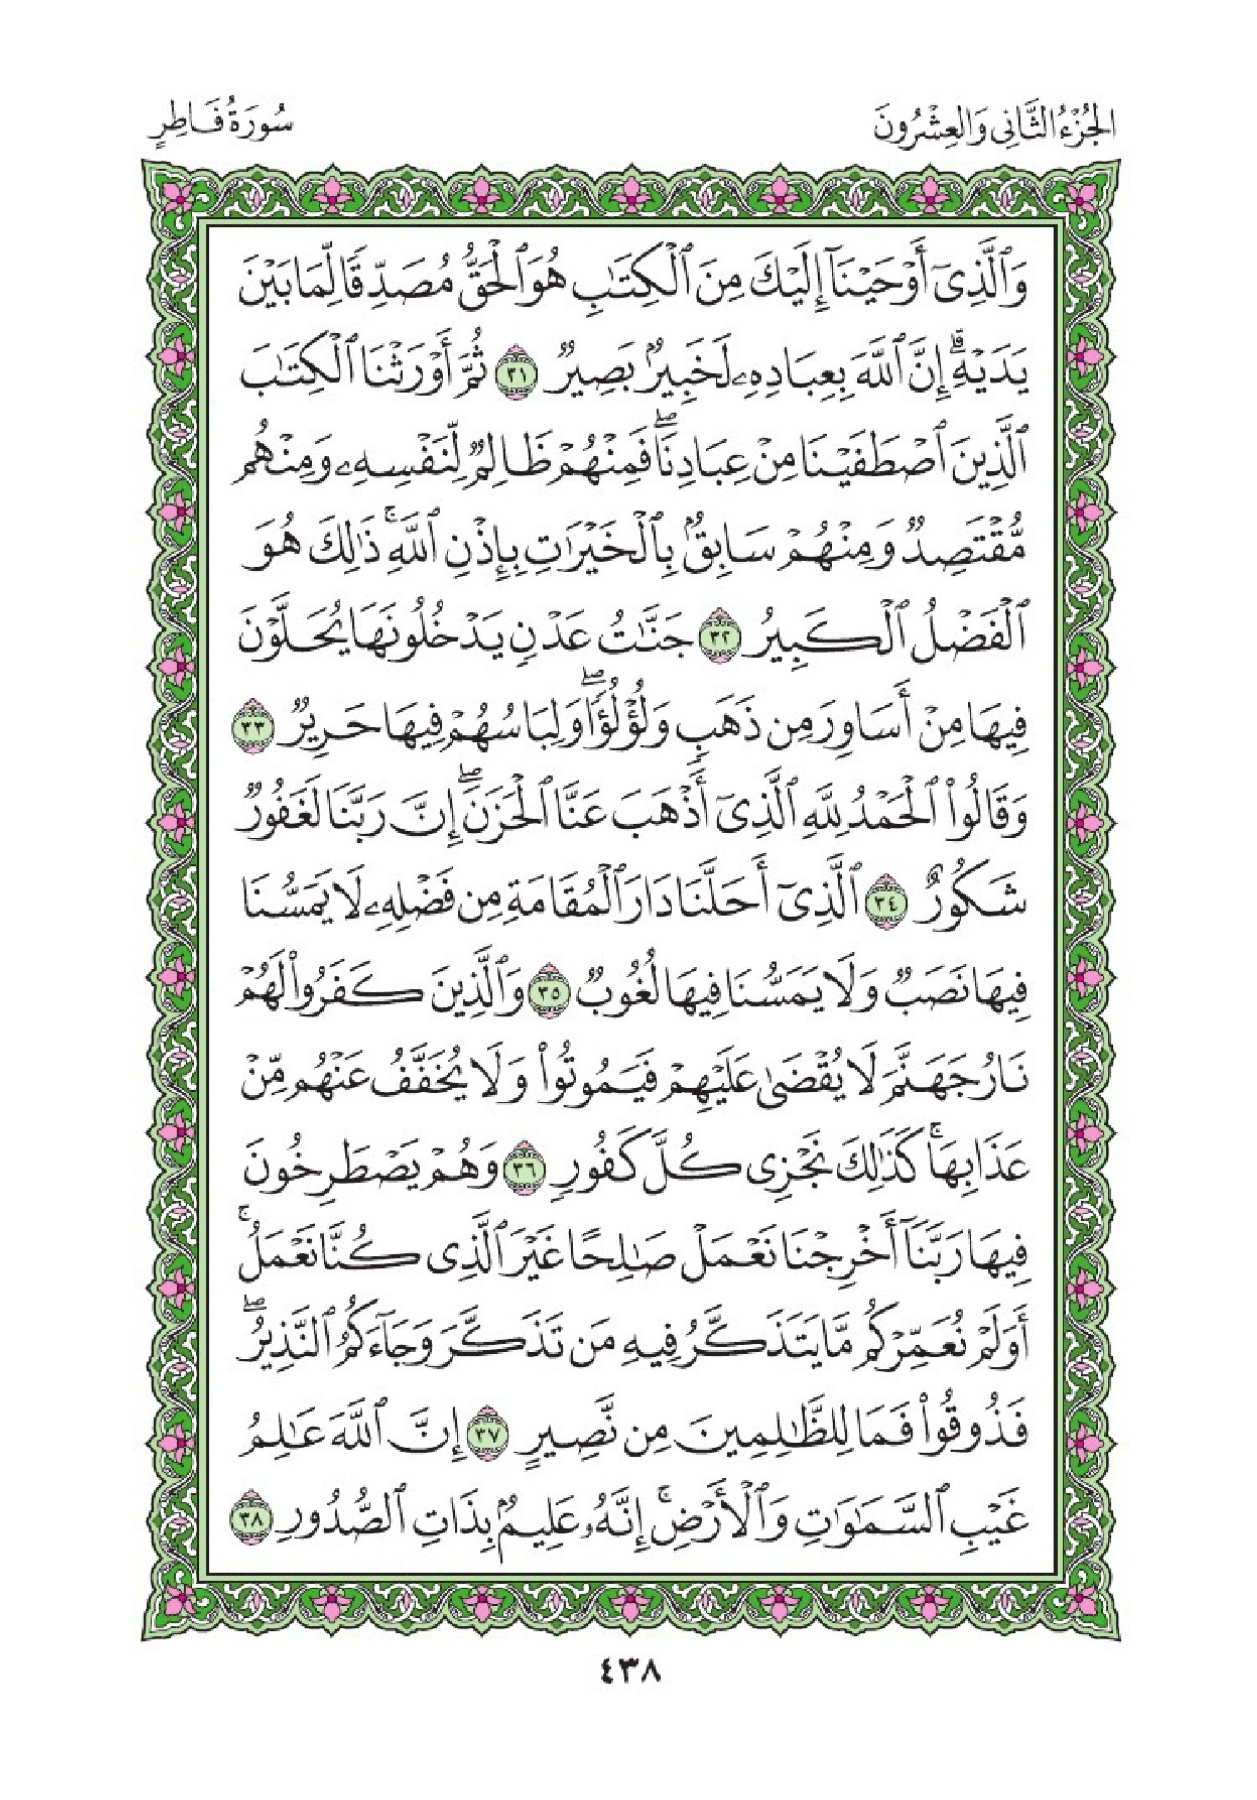 الجُزْءُ الثَّانِي وَالعِشْرُونَ
سُورَةُ فَاطِرٍ
وَٱلَّذِىٓ أَوْحَيْنَآ إِلَيْكَ مِنَ ٱلْكِتَٰبِ هُوَ ٱلْحَقُّ مُصَدِّقًا لِّمَا بَيْنَ
يَدَيْهِ ۗ إِنَّ ٱللَّهَ بِعِبَادِهِۦ لَخَبِيرٌۢ بَصِيرٌ ٣١ ثُمَّ أَوْرَثْنَا ٱلْكِتَٰبَ
ٱلَّذِينَ ٱصْطَفَيْنَا مِنْ عِبَادِنَا ۖ فَمِنْهُمْ ظَالِمٌ لِّنَفْسِهِۦ وَمِنْهُم
مُّقْتَصِدٌ وَمِنْهُمْ سَابِقٌۢ بِٱلْخَيْرَٰتِ بِإِذْنِ ٱللَّهِ ۚ ذَٰلِكَ هُوَ
ٱلْفَضْلُ ٱلْكَبِيرُ ٣٢ جَنَّٰتُ عَدْنٍ يَدْخُلُونَهَا يُحَلَّوْنَ
فِيهَا مِنْ أَسَاوِرَ مِن ذَهَبٍ وَلُؤْلُؤًا ۖ وَلِبَاسُهُمْ فِيهَا حَرِيرٌ ٣٣
وَقَالُوا۟ ٱلْحَمْدُ لِلَّهِ ٱلَّذِىٓ أَذْهَبَ عَنَّا ٱلْحَزَنَ ۖ إِنَّ رَبَّنَا لَغَفُورٌ
شَكُورٌ ٣٤ ٱلَّذِىٓ أَحَلَّنَا دَارَ ٱلْمُقَامَةِ مِن فَضْلِهِۦ لَا يَمَسُّنَا
فِيهَا نَصَبٌ وَلَا يَمَسُّنَا فِيهَا لُغُوبٌ ٣٥ وَٱلَّذِينَ كَفَرُوا۟ لَهُمْ
نَارُ جَهَنَّمَ لَا يُقْضَىٰ عَلَيْهِمْ فَيَمُوتُوا۟ وَلَا يُخَفَّفُ عَنْهُم مِّنْ
عَذَابِهَا ۚ كَذَٰلِكَ نَجْزِى كُلَّ كَفُورٍ ٣٦ وَهُمْ يَصْطَرِخُونَ
فِيهَا رَبَّنَآ أَخْرِجْنَا نَعْمَلْ صَٰلِحًا غَيْرَ ٱلَّذِى كُنَّا نَعْمَلُ ۚ
أَوَلَمْ نُعَمِّرْكُم مَّا يَتَذَكَّرُ فِيهِ مَن تَذَكَّرَ وَجَآءَكُمُ ٱلنَّذِيرُ ۖ
فَذُوقُوا۟ فَمَا لِلظَّٰلِمِينَ مِن نَّصِيرٍ ٣٧ إِنَّ ٱللَّهَ عَٰلِمُ
غَيْبِ ٱلسَّمَٰوَٰتِ وَٱلْأَرْضِ ۚ إِنَّهُۥ عَلِيمٌۢ بِذَاتِ ٱلصُّدُورِ ٣٨
٤٣٨